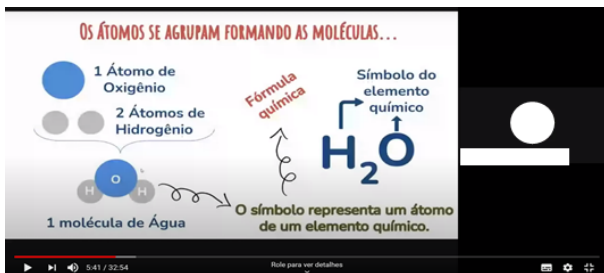 OS ÁTOMOS SE AGRUPAM FORMANDO AS MOLÉCULAS...
1 Átomo de
Oxigênio
2 Átomos de
Hidrogênio
H O H
1 molécula de Água
Fórmula
química
Símbolo do
elemento
químico
H2O
O símbolo representa um átomo
de um elemento químico.
5:41 / 32:54
Role para ver detalhes